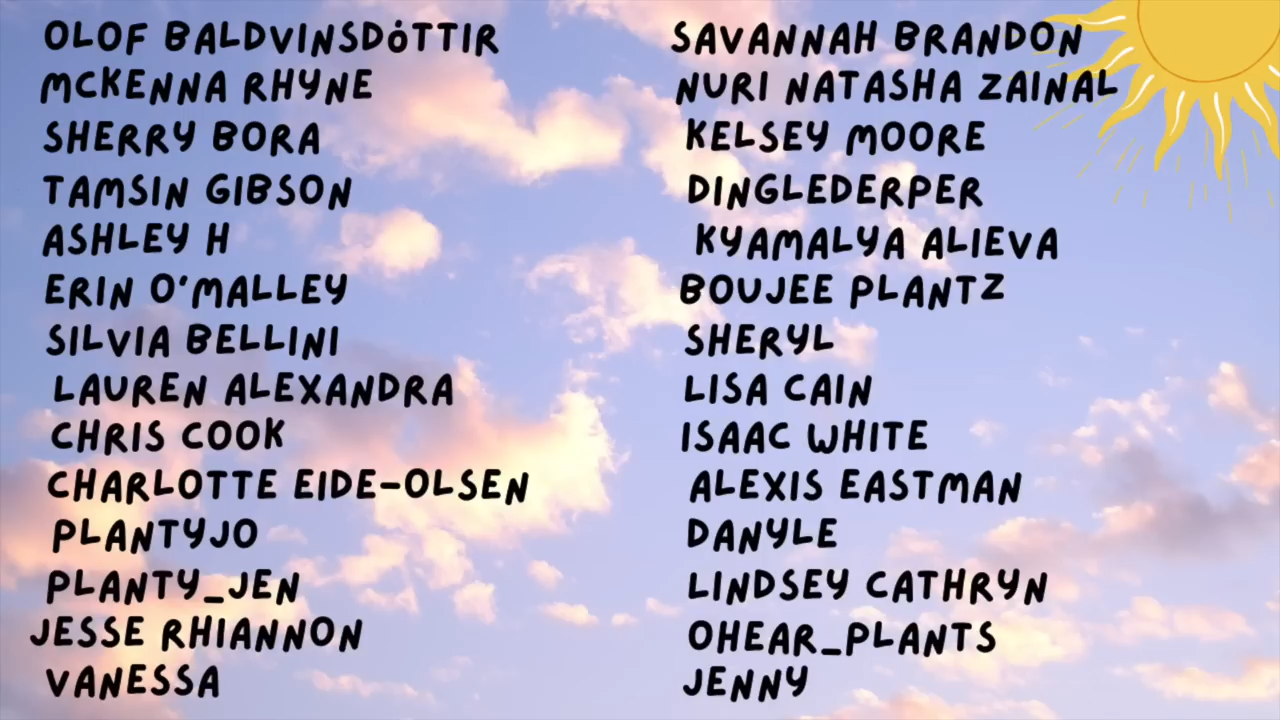 OLOF BALDVINSDÓTTIR
MCKENNA RHYNE
SHERRY BORA
TAMSIN GIBSON
ASHLEY H
ERIN O'MALLEY
SILVIA BELLINI
LAUREN ALEXANDRA
CHRIS COOK
CHARLOTTE EIDE-OLSEN
PLANTYJO
PLANTY_JEN
JESSE RHIANNON
VANESSA
SAVANNAH BRANDON
NURI NATASHA ZAINAL
KELSEY MOORE
DINGLEDERPER
KYAMALYA ALIEVA
BOUJEE PLANTZ
SHERYL
LISA CAIN
ISAAC WHITE
ALEXIS EASTMAN
DANYLE
LINDSEY CATHRYN
OHEAR_PLANTS
JENNY